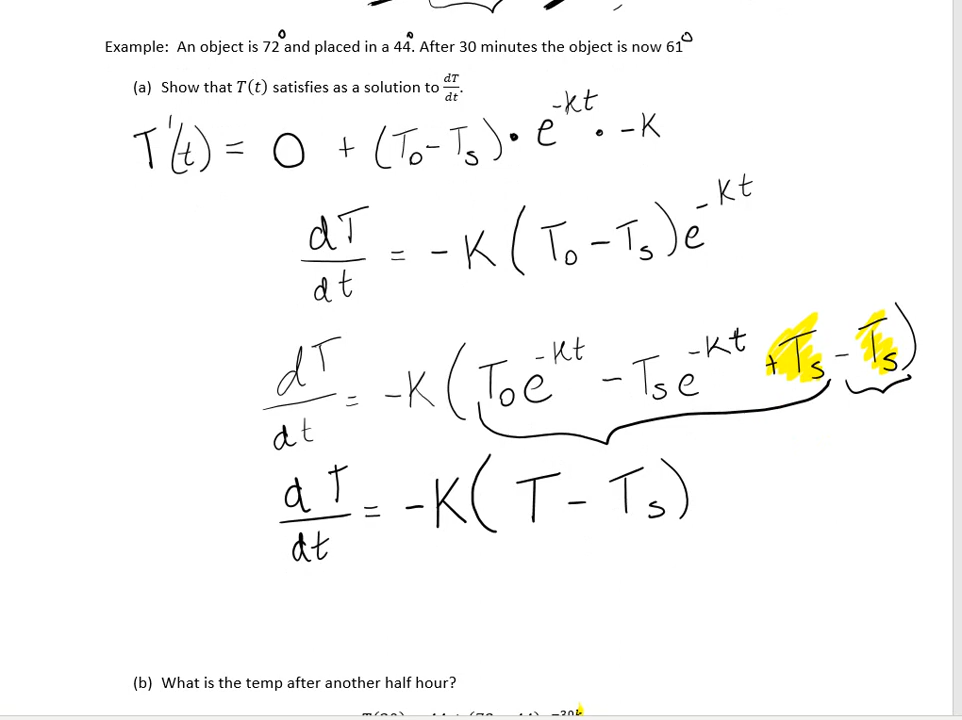 Example: An object is 72° and placed in a 44°. After 30 minutes the object is now 61°
(a) Show that T(t) satisfies as a solution to dT/dt.
T'(t) = 0 + (T₀ - Tₛ) · e^-kt · -K
dT/dt = -K(T₀ - Tₛ)e^-kt
dT/dt = -K(T₀e^-kt - Tₛe^-kt + Tₛ - Tₛ)
dT/dt = -K(T - Tₛ)
(b) What is the temp after another half hour?